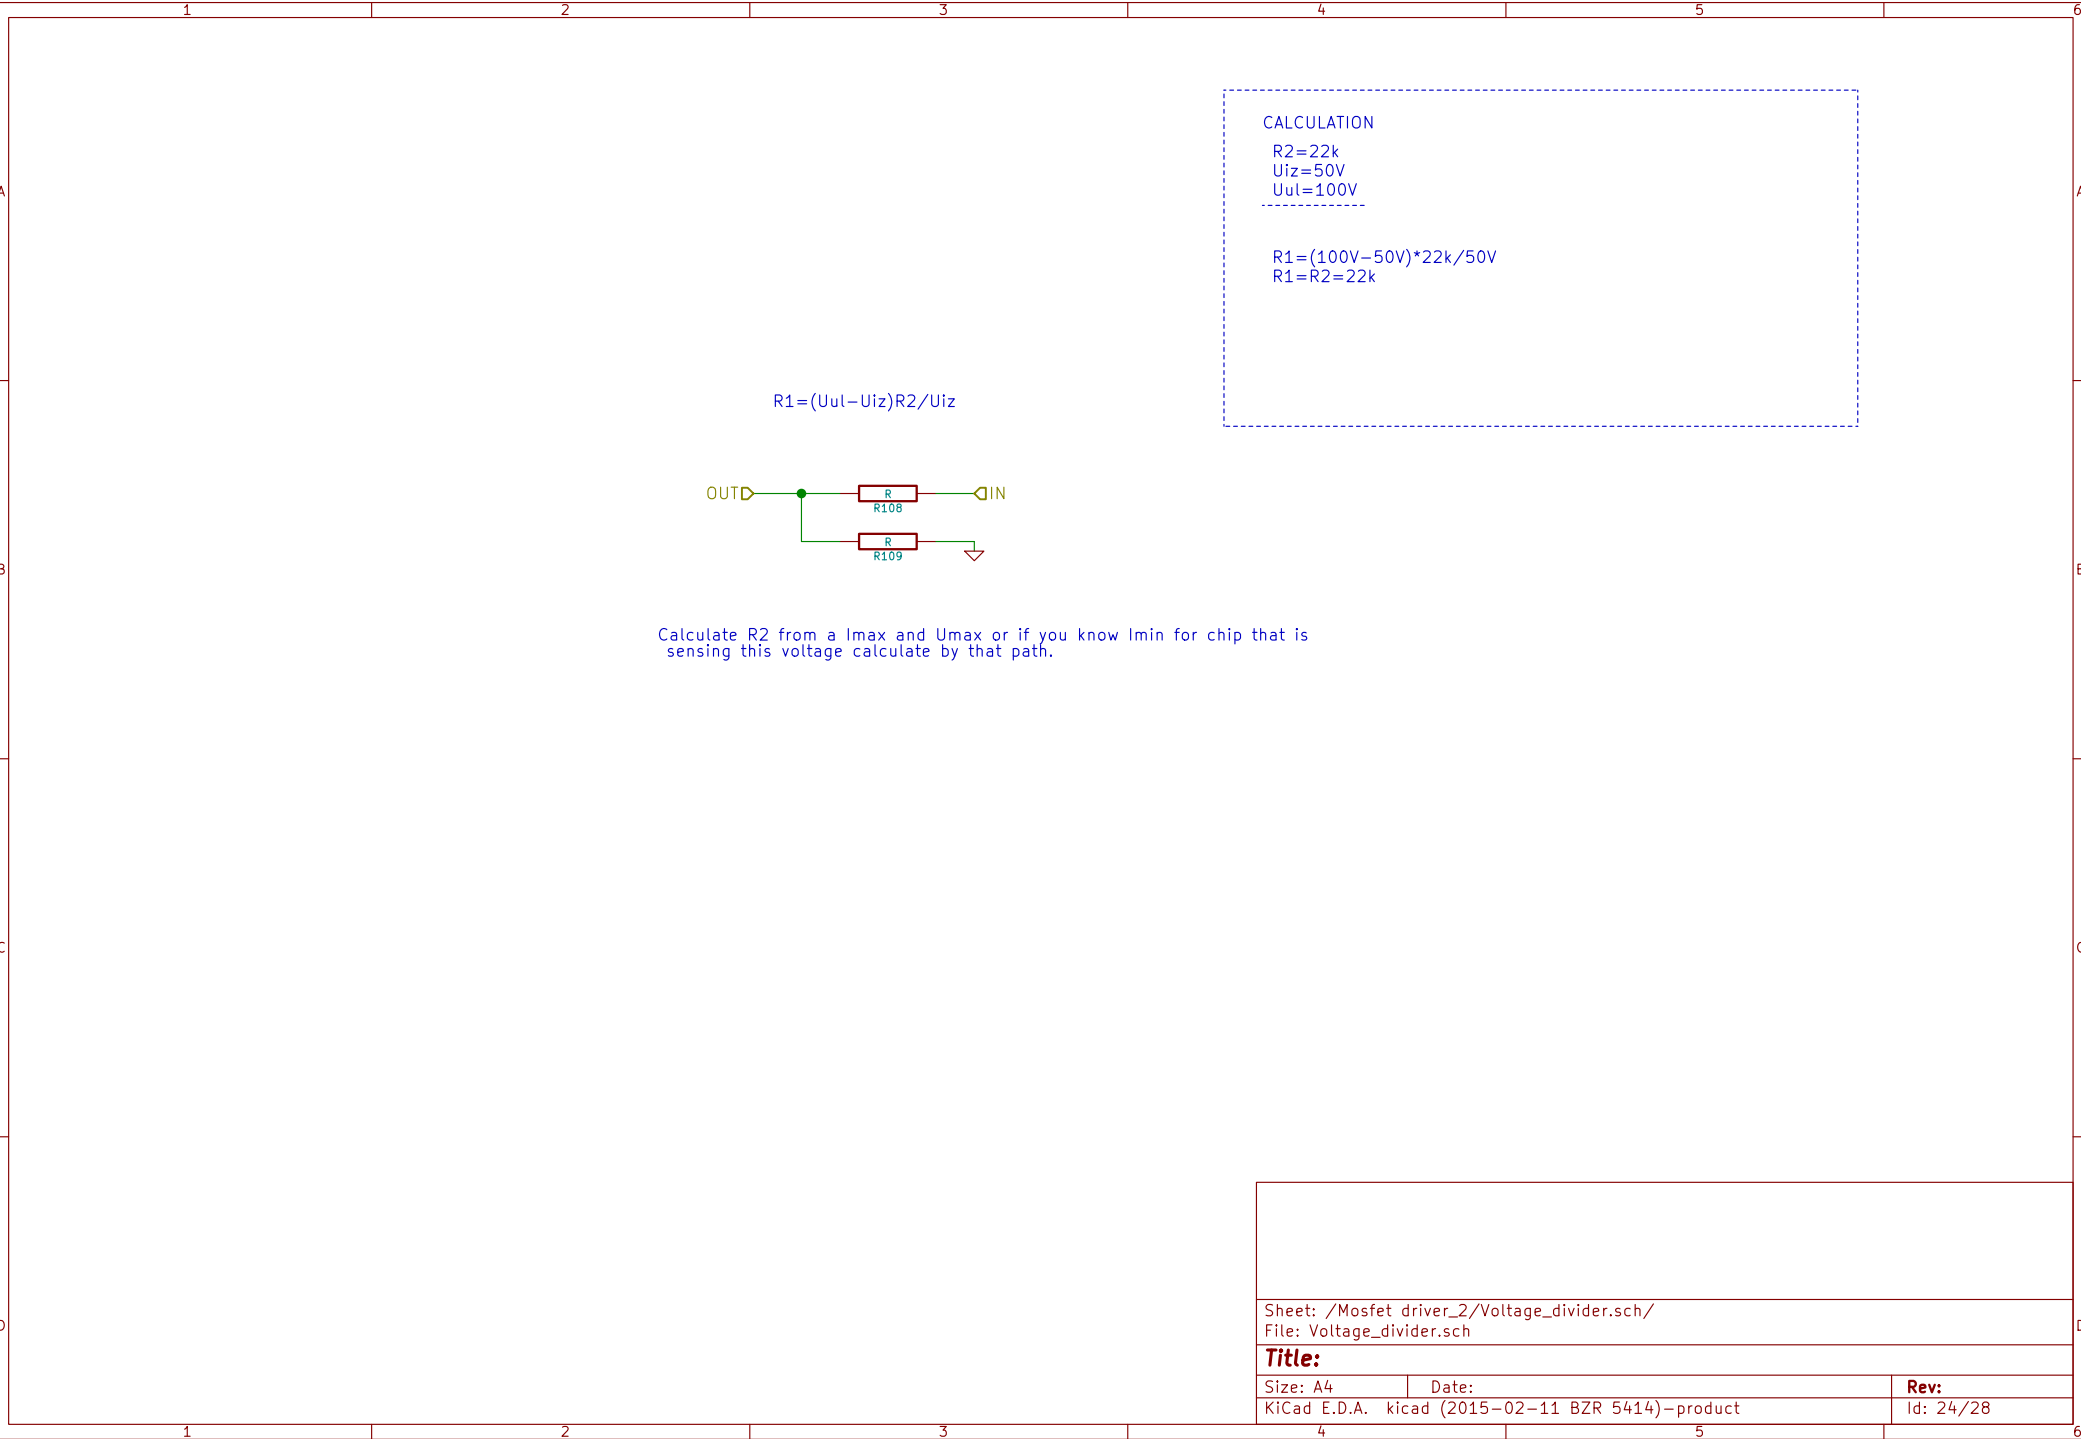 1 2 3 4 5 6
CALCULATION
R2=22k
Uiz=50V
Uul=100V
A A
R1=(100V-50V)*22k/50V
R1=R2=22k
R1=(Uul-Uiz)R2/Uiz
OUT R IN
R108
R
R109
B B
Calculate R2 from a Imax and Umax or if you know Imin for chip that is
sensing this voltage calculate by that path.
C C
Sheet: /Mosfet driver_2/Voltage_divider.sch/
D D
File: Voltage_divider.sch
Title:
Size: A4 Date: Rev:
KiCad E.D.A. kicad (2015-02-11 BZR 5414)-product Id: 24/28
1 2 3 4 5 6